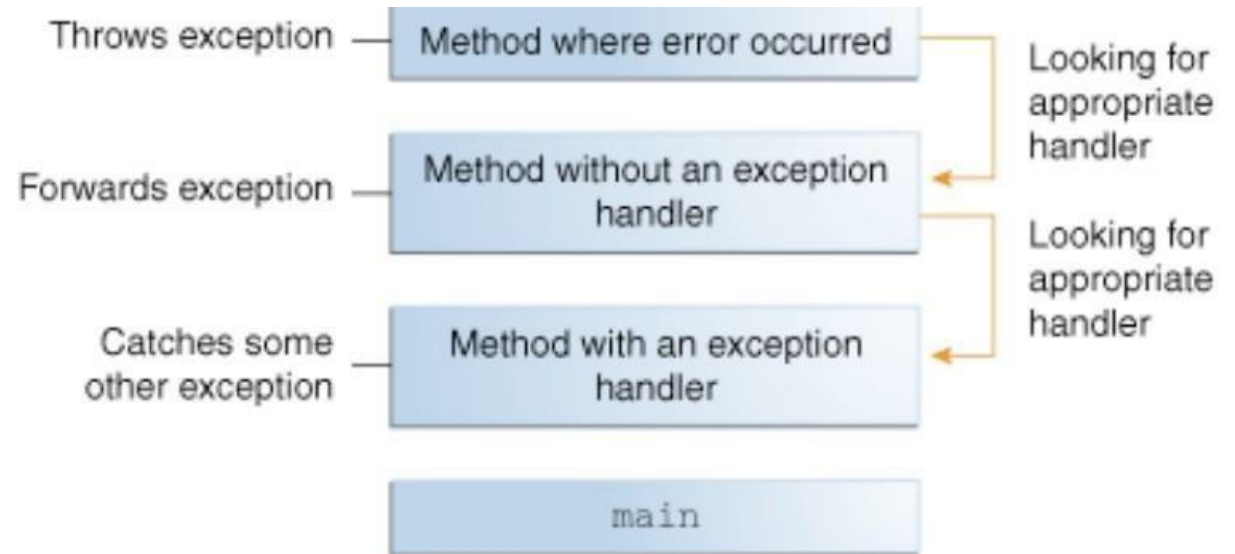 Throws exception
Method where error occurred
Looking for
appropriate
handler
Forwards exception
Method without an exception
handler
Looking for
appropriate
handler
Catches some
other exception
Method with an exception
handler
main